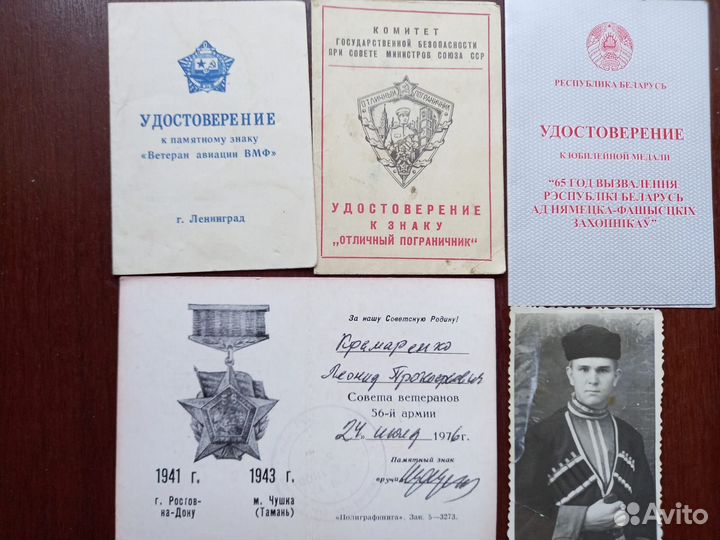 УДОСТОВЕРЕНИЕ
к памятному знаку
«Ветеран авиации ВМФ»
г. Ленинград
КОМИТЕТ
ГОСУДАРСТВЕННОЙ БЕЗОПАСНОСТИ
ПРИ СОВЕТЕ МИНИСТРОВ СОЮЗА ССР
ОТЛИЧНЫЙ ПОГРАНИЧНИК
УДОСТОВЕРЕНИЕ
К ЗНАКУ
„ОТЛИЧНЫЙ ПОГРАНИЧНИК"
РЕСПУБЛИКА БЕЛАРУСЬ
УДОСТОВЕРЕНИЕ
К ЮБИЛЕЙНОЙ МЕДАЛИ
“65 ГОД ВЫЗВАЛЕННЯ
РЭСПУБЛІКІ БЕЛАРУСЬ
АД НЯМЕЦКА-ФАШЫСЦКІХ
ЗАХОПНІКАЎ”
За нашу Советскую Родину!
Крамаренко
Леонид Прокофьевич
Совета ветеранов
56-й армии
24 июля 1976 г.
Памятный знак
вручил
1941 г.
г. Ростов-
на-Дону
1943 г.
м. Чушка
(Тамань)
«Полиграфкнига». Зак. 5—3273.
Avito